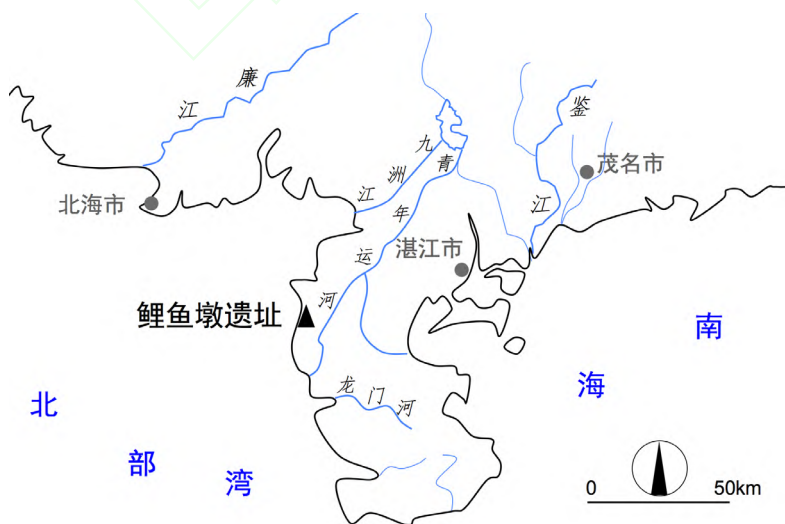 廉江
鉴江
九洲江
青年运河
茂名市
北海市
湛江市
鲤鱼墩遗址
龙门河
南海
北部湾
0 50km